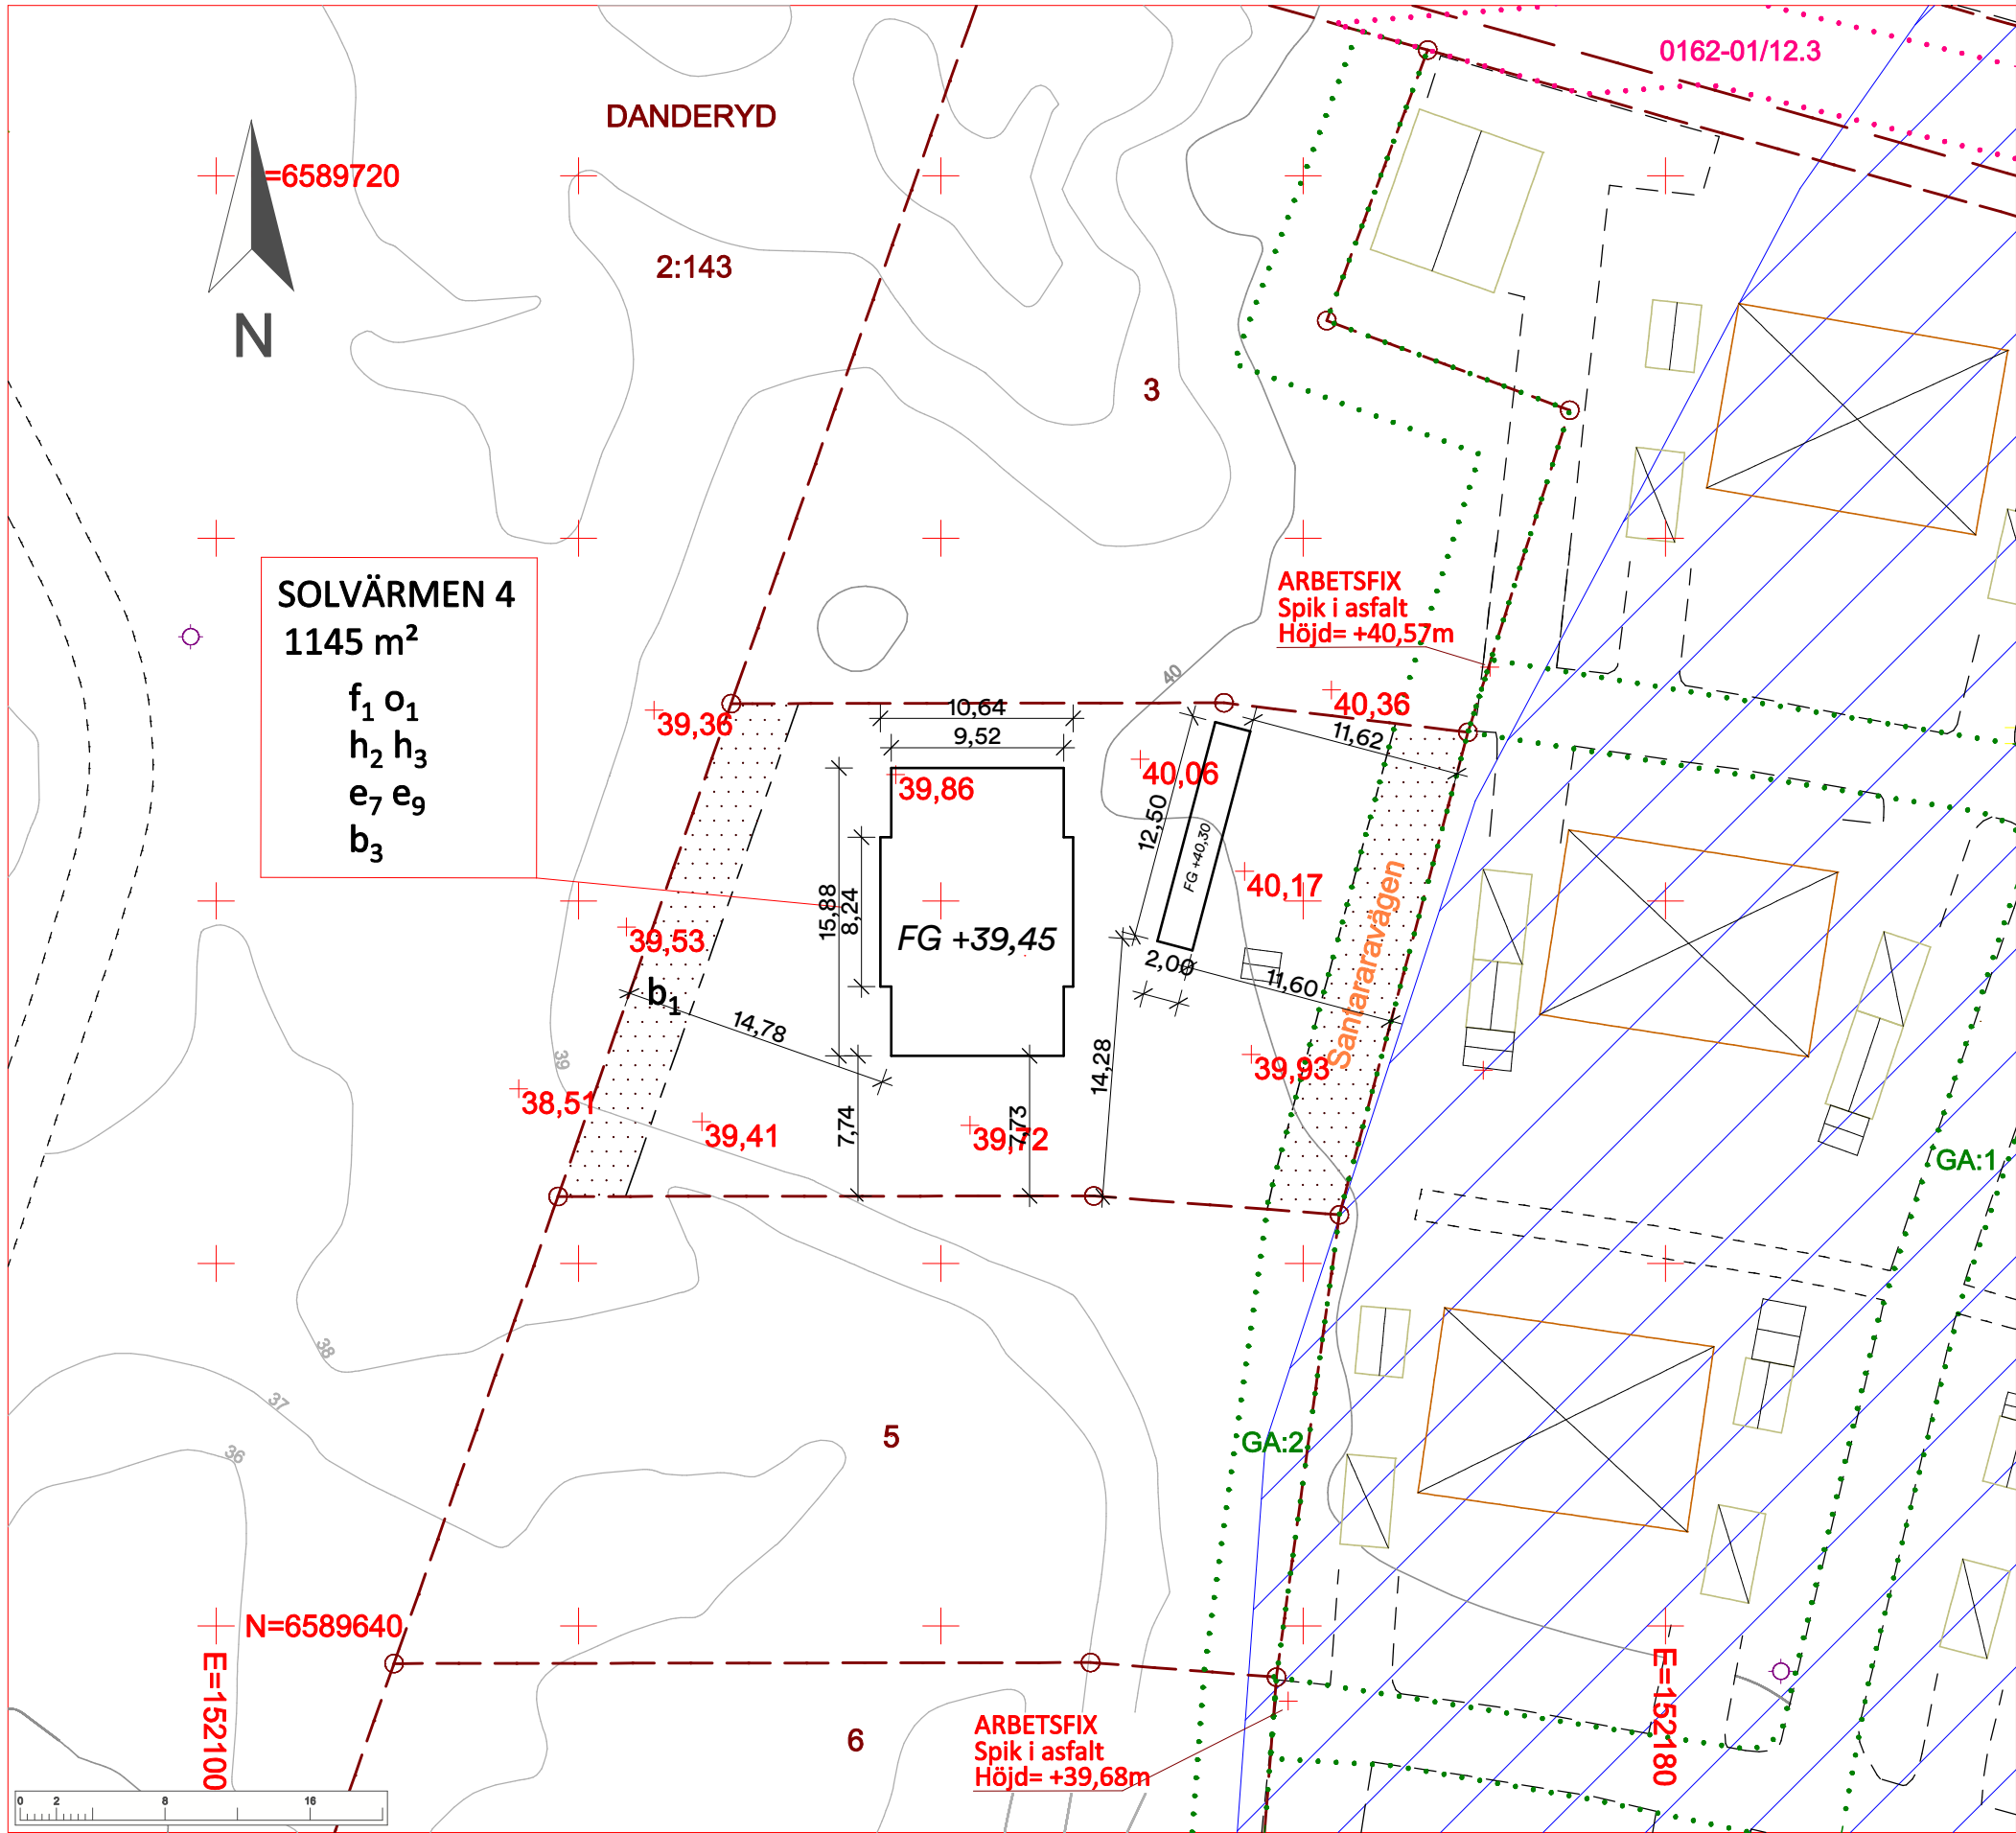 0162-01/12.3
DANDERYD
=6589720
2:143
N
3
ARBETSFIX
Spik i asfalt
Höjd= +40,57m
SOLVÄRMEN 4
1145 m²
f₁ o₁
h₂ h₃
e₇ e₉
b₃
40
39,36
10,64
40,36
9,52
11,62
39,86
40,06
12,50
FG +40,30
40,17
15,88
8,24
FG +39,45
39,53
2,00
11,60
Santararavägen
b₁
14,78
39
38,51
39,41
7,74
39,72
7,73
14,28
39,93
GA:1
38
37
36
5
GA:2
N=6589640
E=152100
E=152180
6
ARBETSFIX
Spik i asfalt
Höjd= +39,68m
0 2 8 16